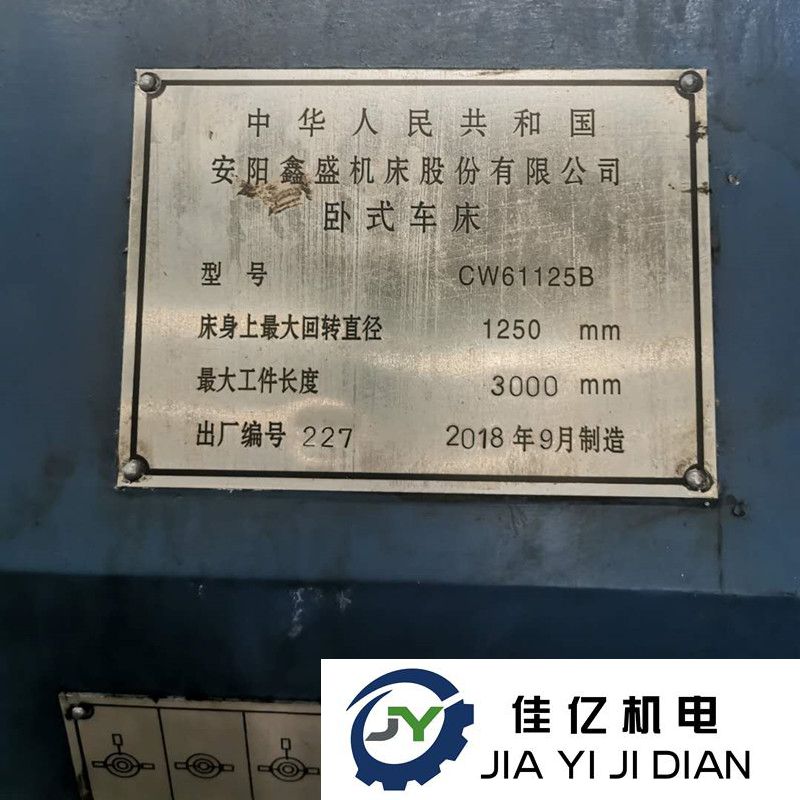 中华人民共和国
安阳鑫盛机床股份有限公司
卧式车床
型号 CW61125B
床身上最大回转直径 1250 mm
最大工件长度 3000 mm
出厂编号 227 2018年9月制造
JY
佳亿机电
JIA YI JI DIAN